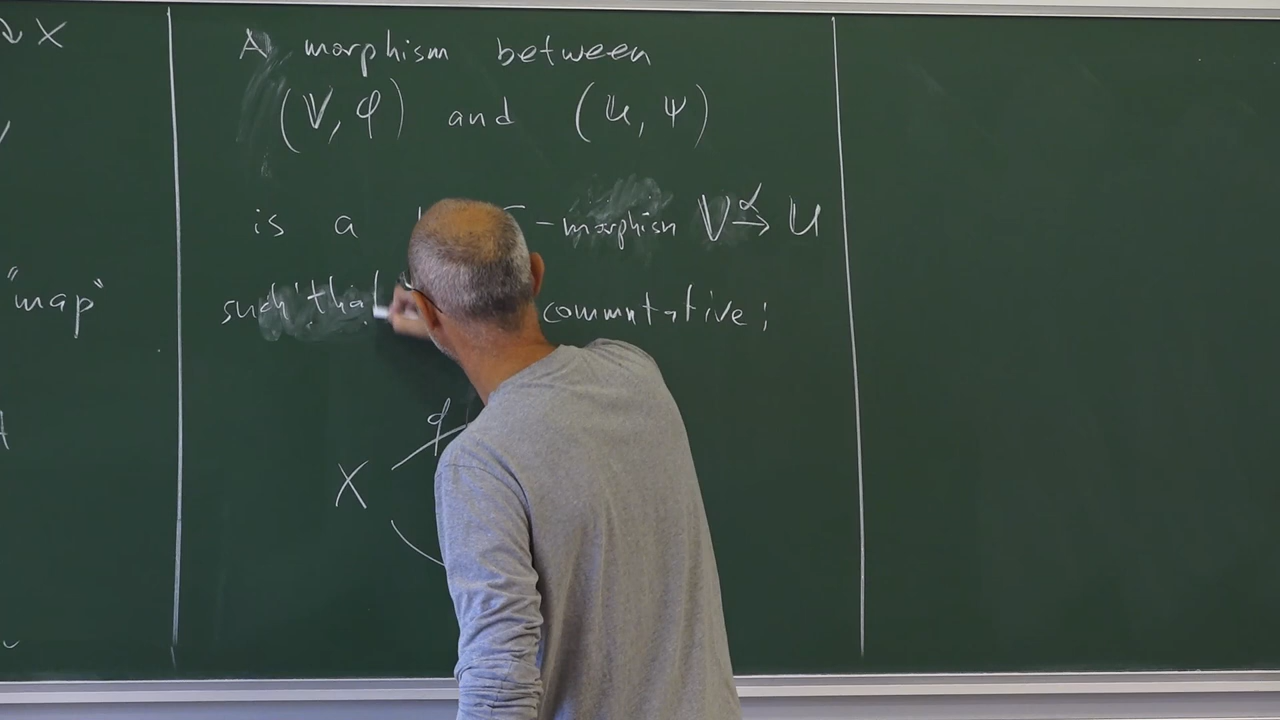 X
"map"
A morphism between
(V, φ) and (U, ψ)
is a -morphism V α→ U
such that commutative:
φ
X